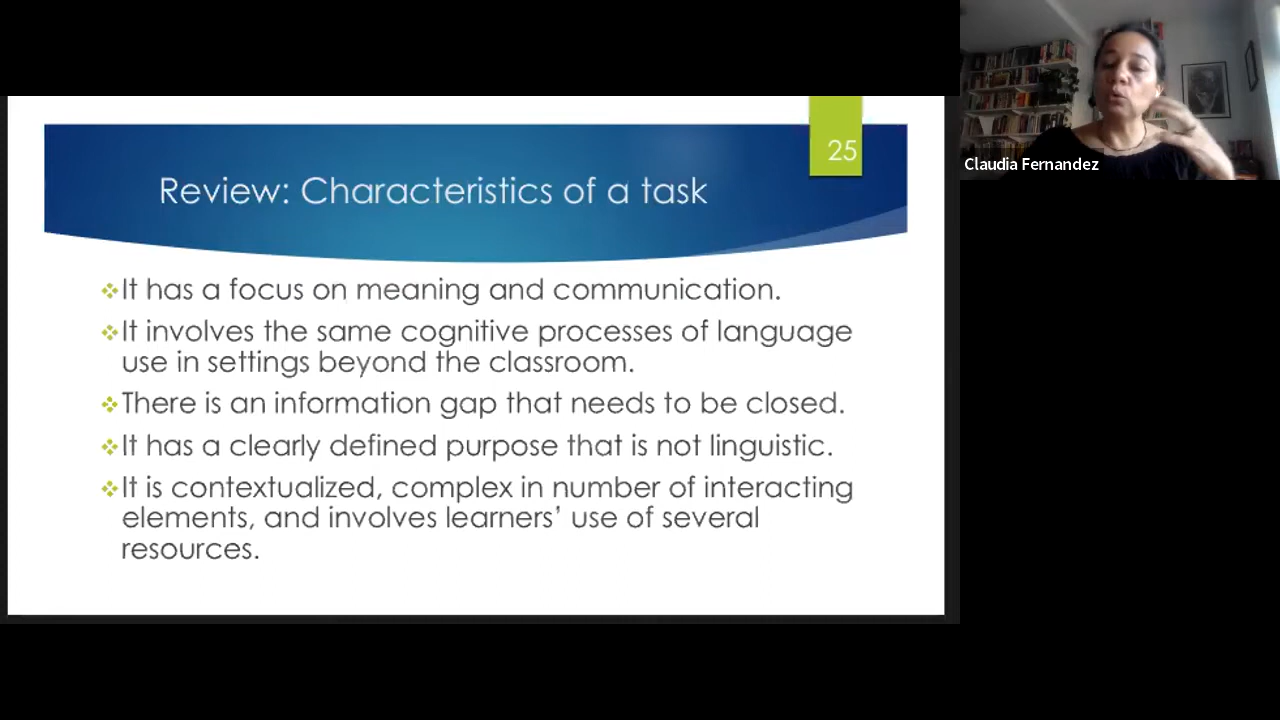 25
Review: Characteristics of a task
It has a focus on meaning and communication.
It involves the same cognitive processes of language
use in settings beyond the classroom.
There is an information gap that needs to be closed.
It has a clearly defined purpose that is not linguistic.
It is contextualized, complex in number of interacting
elements, and involves learners’ use of several
resources.
Claudia Fernandez